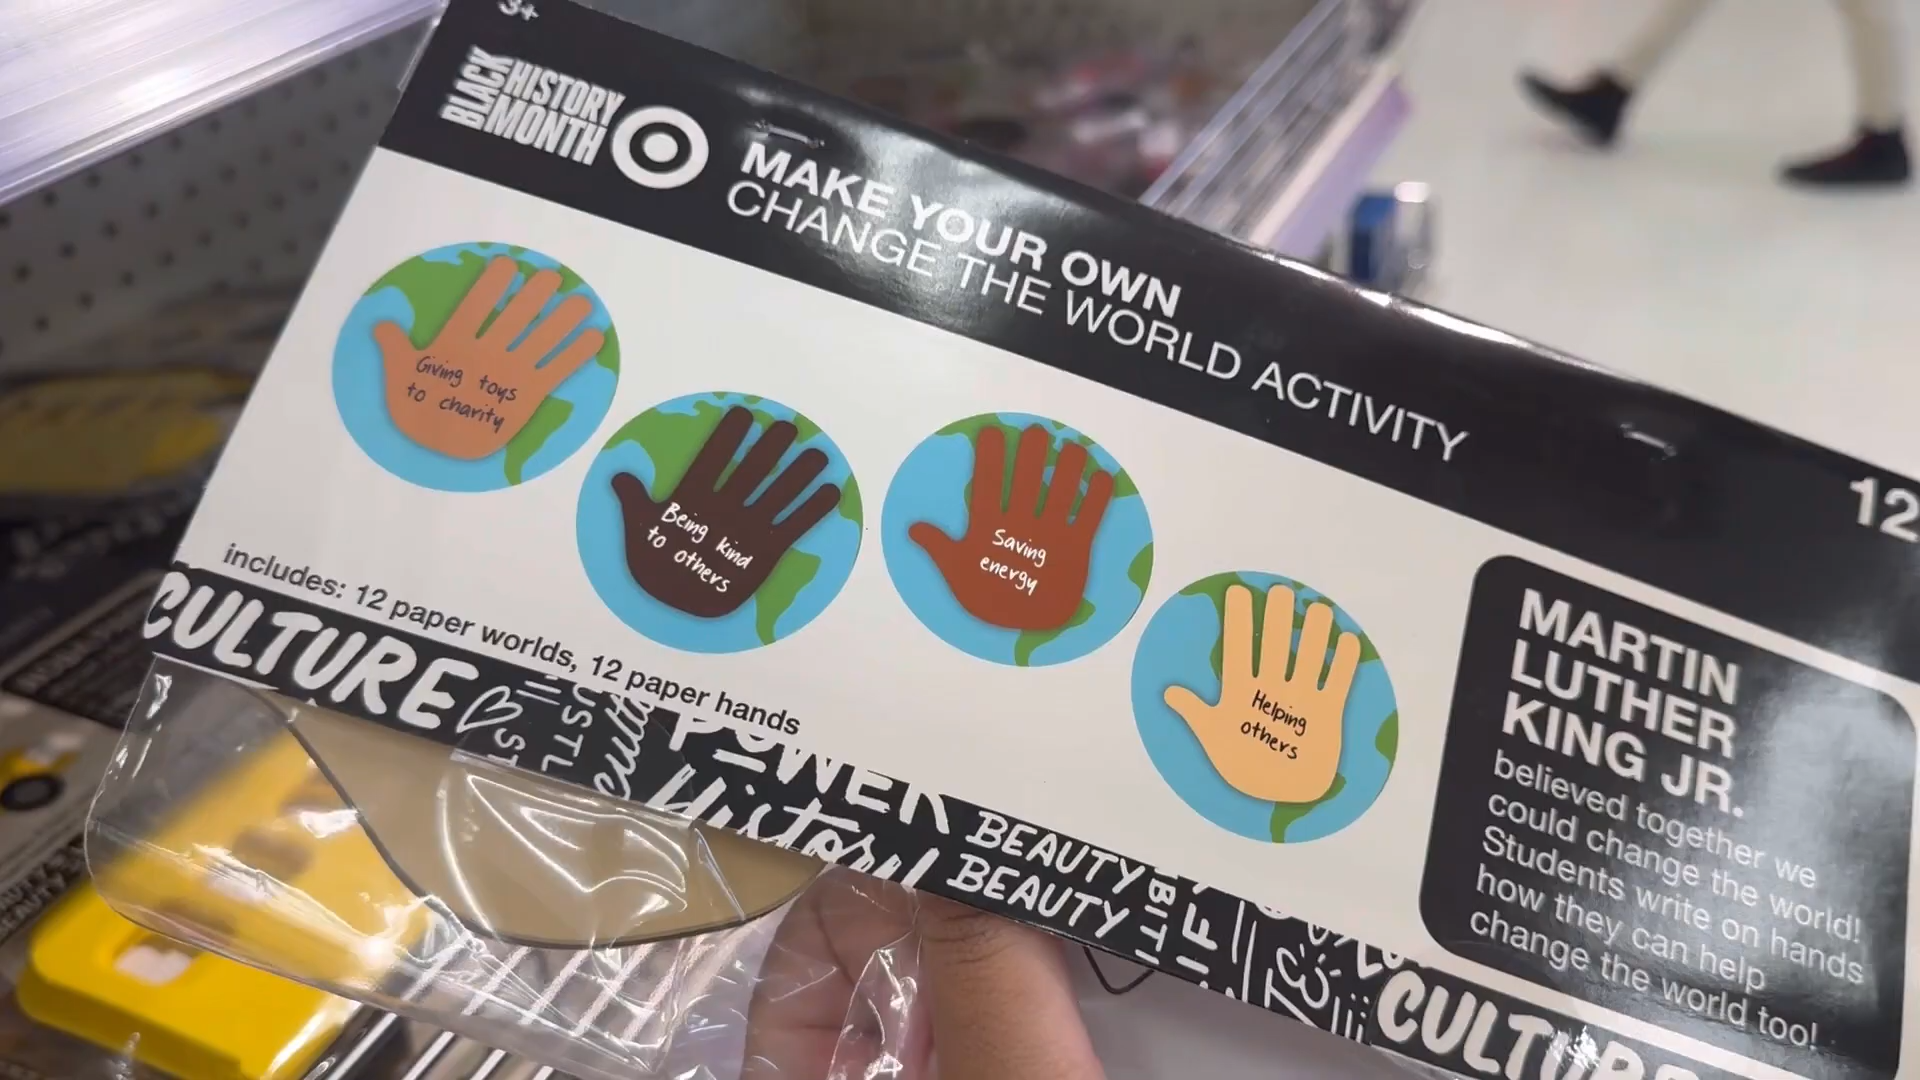 3+
BLACK
HISTORY
MONTH
MAKE YOUR OWN
CHANGE THE WORLD ACTIVITY
12
Giving toys
to charity
Being kind
to others
Saving
energy
Helping
others
includes: 12 paper worlds, 12 paper hands
MARTIN
LUTHER
KING JR.
believed together we
could change the world!
Students write on hands
how they can help
change the world too!
CULTURE
POWER
History
BEAUTY
BEAUTY
CULTURE